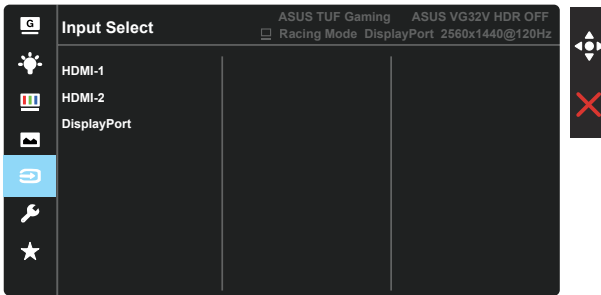 G
Input Select
ASUS TUF Gaming ASUS VG32V HDR OFF
Racing Mode DisplayPort 2560x1440@120Hz
HDMI-1
HDMI-2
DisplayPort